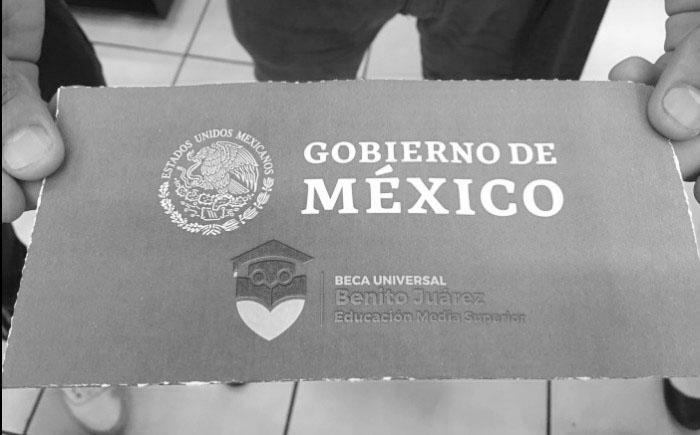 ESTADOS UNIDOS MEXICANOS
GOBIERNO DE
MÉXICO
BECA UNIVERSAL
Benito Juárez
Educación Media Superior